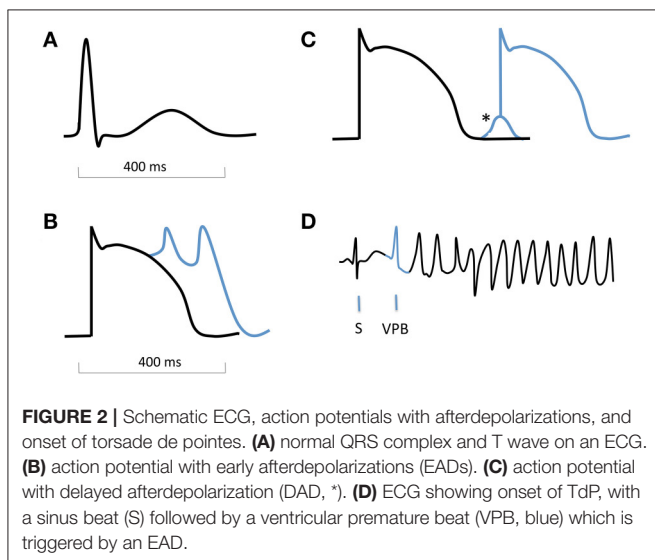 A
400 ms
B
400 ms
C
*
D
S VPB
FIGURE 2 | Schematic ECG, action potentials with afterdepolarizations, and
onset of torsade de pointes. (A) normal QRS complex and T wave on an ECG.
(B) action potential with early afterdepolarizations (EADs). (C) action potential
with delayed afterdepolarization (DAD, *). (D) ECG showing onset of TdP, with
a sinus beat (S) followed by a ventricular premature beat (VPB, blue) which is
triggered by an EAD.